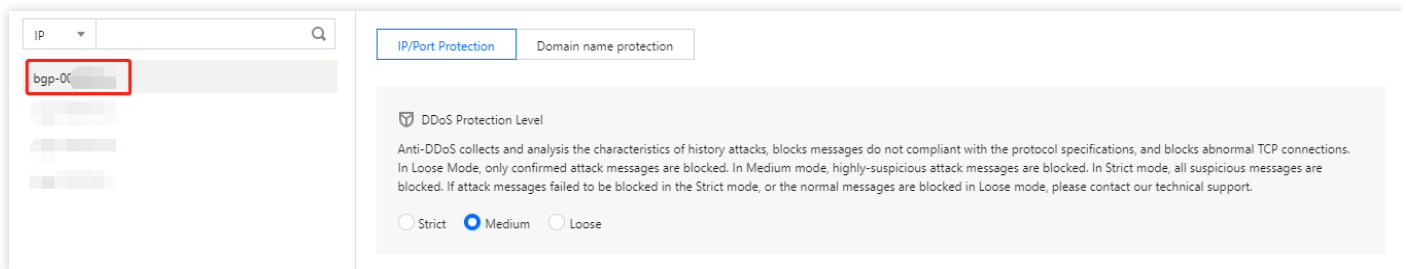 IP
bgp-00
IP/Port Protection
Domain name protection
DDoS Protection Level
Anti-DDoS collects and analysis the characteristics of history attacks, blocks messages do not compliant with the protocol specifications, and blocks abnormal TCP connections.
In Loose Mode, only confirmed attack messages are blocked. In Medium mode, highly-suspicious attack messages are blocked. In Strict mode, all suspicious messages are
blocked. If attack messages failed to be blocked in the Strict mode, or the normal messages are blocked in Loose mode, please contact our technical support.
Strict Medium Loose